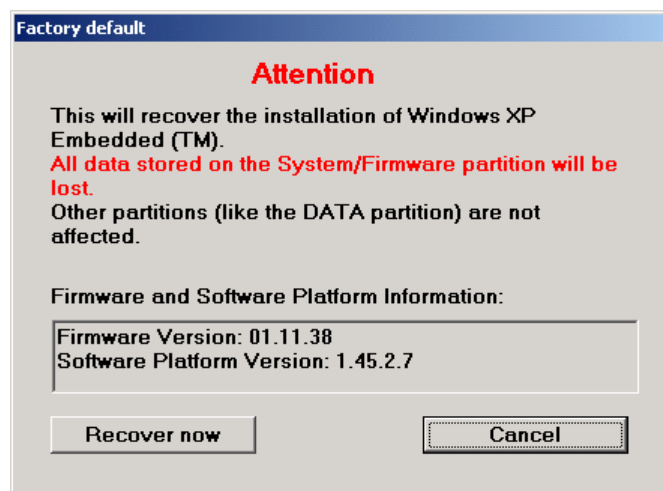 Factory default
Attention
This will recover the installation of Windows XP
Embedded (TM).
All data stored on the System/Firmware partition will be
lost.
Other partitions (like the DATA partition) are not
affected.
Firmware and Software Platform Information:
Firmware Version: 01.11.38
Software Platform Version: 1.45.2.7
Recover now
Cancel